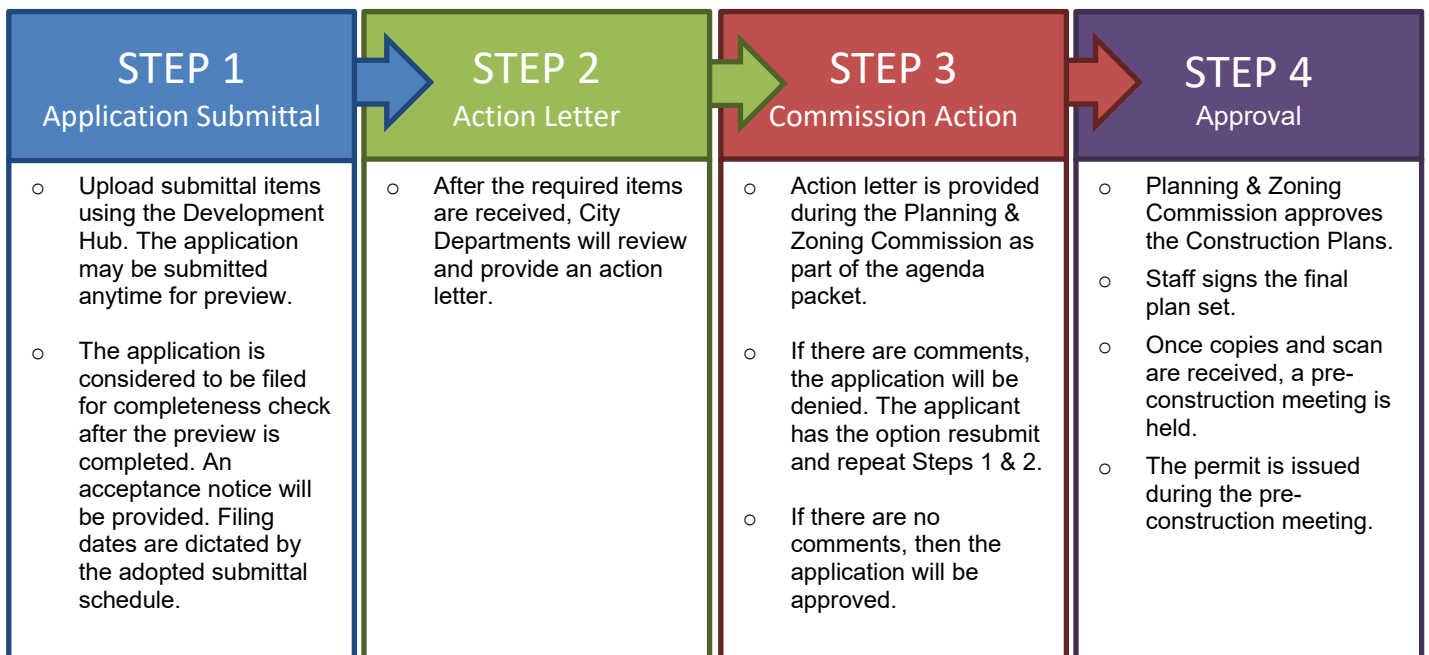 STEP 1
Application Submittal
o Upload submittal items
using the Development
Hub. The application
may be submitted
anytime for preview.
o The application is
considered to be filed
for completeness check
after the preview is
completed. An
acceptance notice will
be provided. Filing
dates are dictated by
the adopted submittal
schedule.
STEP 2
Action Letter
o After the required items
are received, City
Departments will review
and provide an action
letter.
STEP 3
Commission Action
o Action letter is provided
during the Planning &
Zoning Commission as
part of the agenda
packet.
o If there are comments,
the application will be
denied. The applicant
has the option resubmit
and repeat Steps 1 & 2.
o If there are no
comments, then the
application will be
approved.
STEP 4
Approval
o Planning & Zoning
Commission approves
the Construction Plans.
o Staff signs the final
plan set.
o Once copies and scan
are received, a pre-
construction meeting is
held.
o The permit is issued
during the pre-
construction meeting.